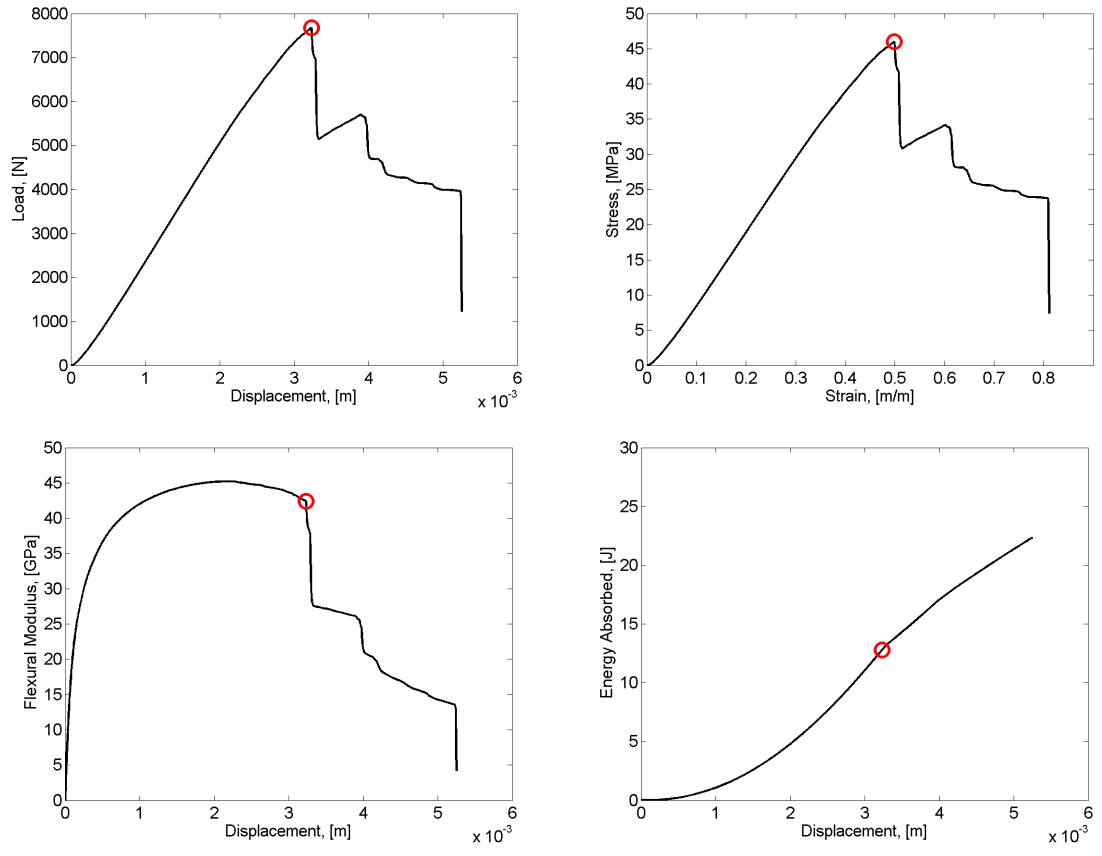 8000
7000
6000
5000
4000
3000
2000
1000
0
Load, [N]
0 1 2 3 4 5 6
Displacement, [m]
x 10⁻³
50
45
40
35
30
25
20
15
10
5
0
Stress, [MPa]
0 0.1 0.2 0.3 0.4 0.5 0.6 0.7 0.8
Strain, [m/m]
50
45
40
35
30
25
20
15
10
5
0
Flexural Modulus, [GPa]
0 1 2 3 4 5 6
Displacement, [m]
x 10⁻³
30
25
20
15
10
5
0
Energy Absorbed, [J]
0 1 2 3 4 5 6
Displacement, [m]
x 10⁻³